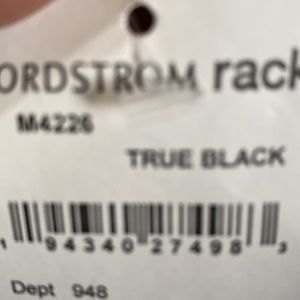 ORDSTROM rack
M4226
TRUE BLACK
1 94340 27498 3
Dept 948